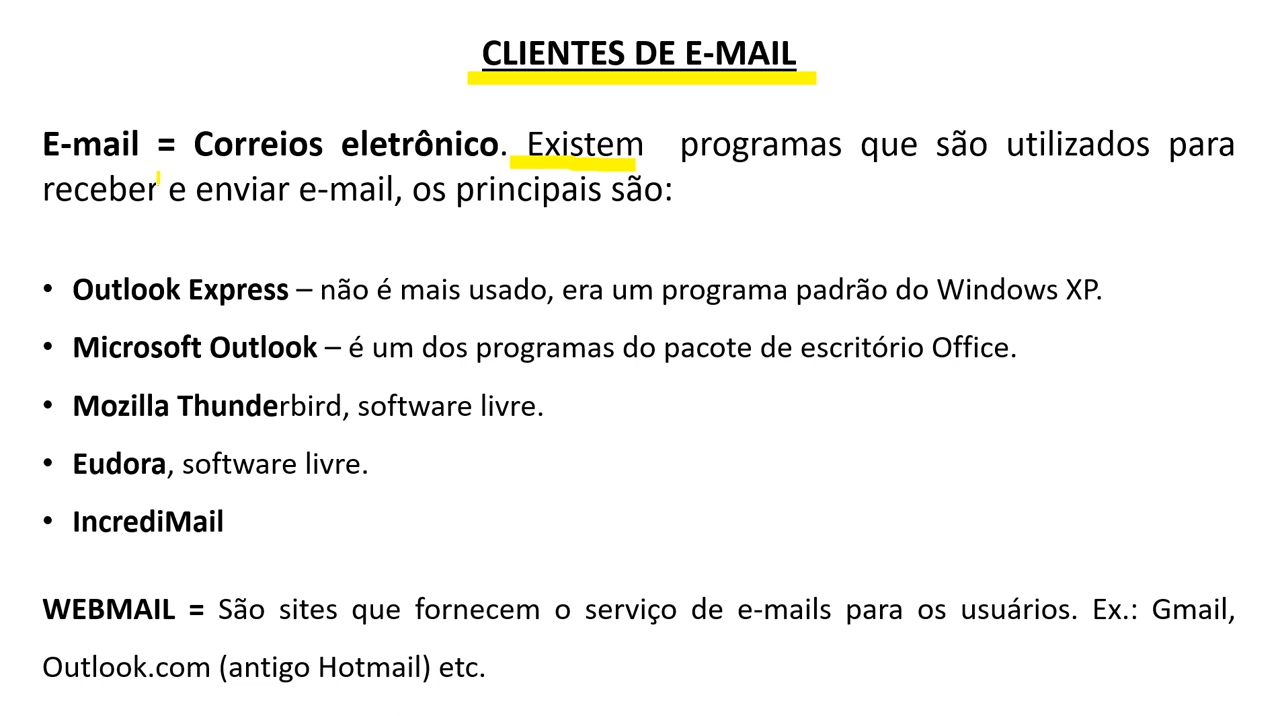 CLIENTES DE E-MAIL
E-mail = Correios eletrônico. Existem programas que são utilizados para
receber e enviar e-mail, os principais são:
• Outlook Express – não é mais usado, era um programa padrão do Windows XP.
• Microsoft Outlook – é um dos programas do pacote de escritório Office.
• Mozilla Thunderbird, software livre.
• Eudora, software livre.
• IncrediMail
WEBMAIL = São sites que fornecem o serviço de e-mails para os usuários. Ex.: Gmail,
Outlook.com (antigo Hotmail) etc.